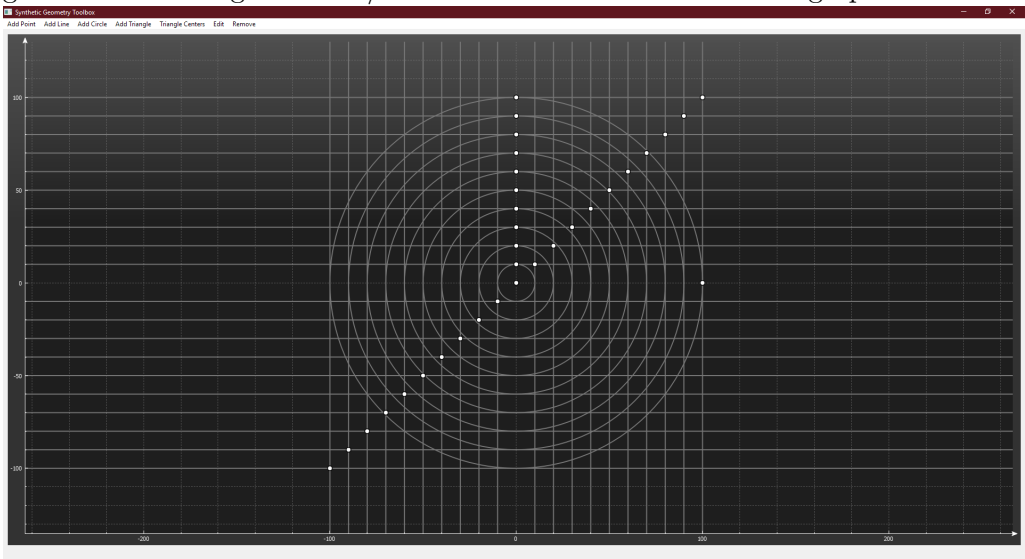 Synthetic Geometry Toolbox
Add Point Add Line Add Circle Add Triangle Triangle Centers Edit Remove
100
50
0
-50
-100
-200 -100 0 100 200